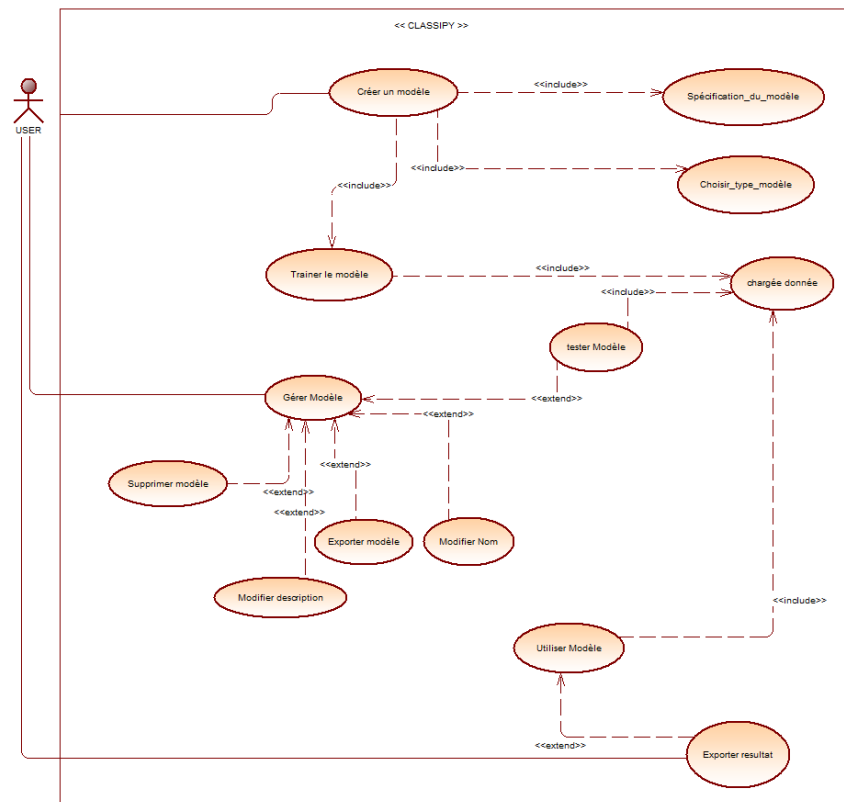 << CLASSIPY >>
USER
Créer un modèle
<<include>>
Spécification_du_modèle
<<include>>
<<include>>
Choisir_type_modèle
Trainer le modèle
<<include>>
chargée donnée
<<include>>
tester Modèle
Gérer Modèle
<<extend>>
<<extend>>
<<extend>>
Supprimer modèle
<<extend>>
<<extend>>
Exporter modèle
Modifier Nom
Modifier description
<<include>>
Utiliser Modèle
<<extend>>
Exporter resultat